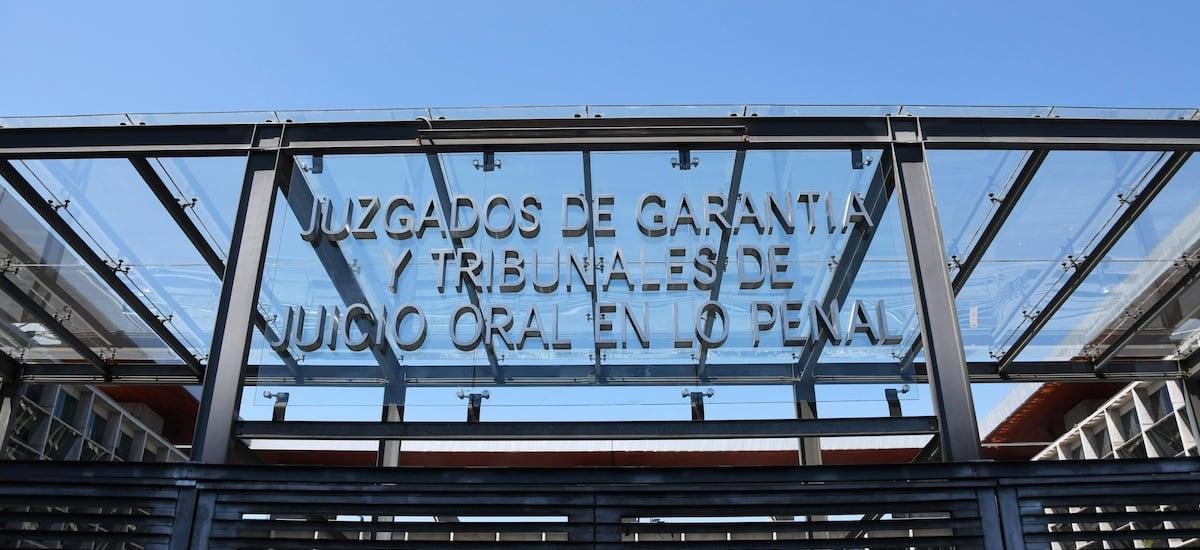 JUZGADOS DE GARANTIA
Y TRIBUNALES DE
JUICIO ORAL EN LO PENAL